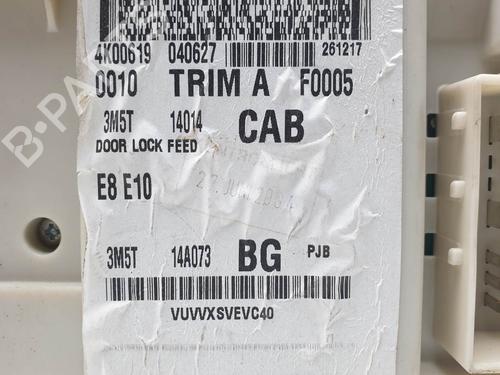 4K00619 040627 261217
0010 TRIM A F0005
3M5T 14014 CAB
DOOR LOCK FEED
E8 E10
3M5T 14A073 BG PJB
VUVVXSVEVC40
B-PARTS